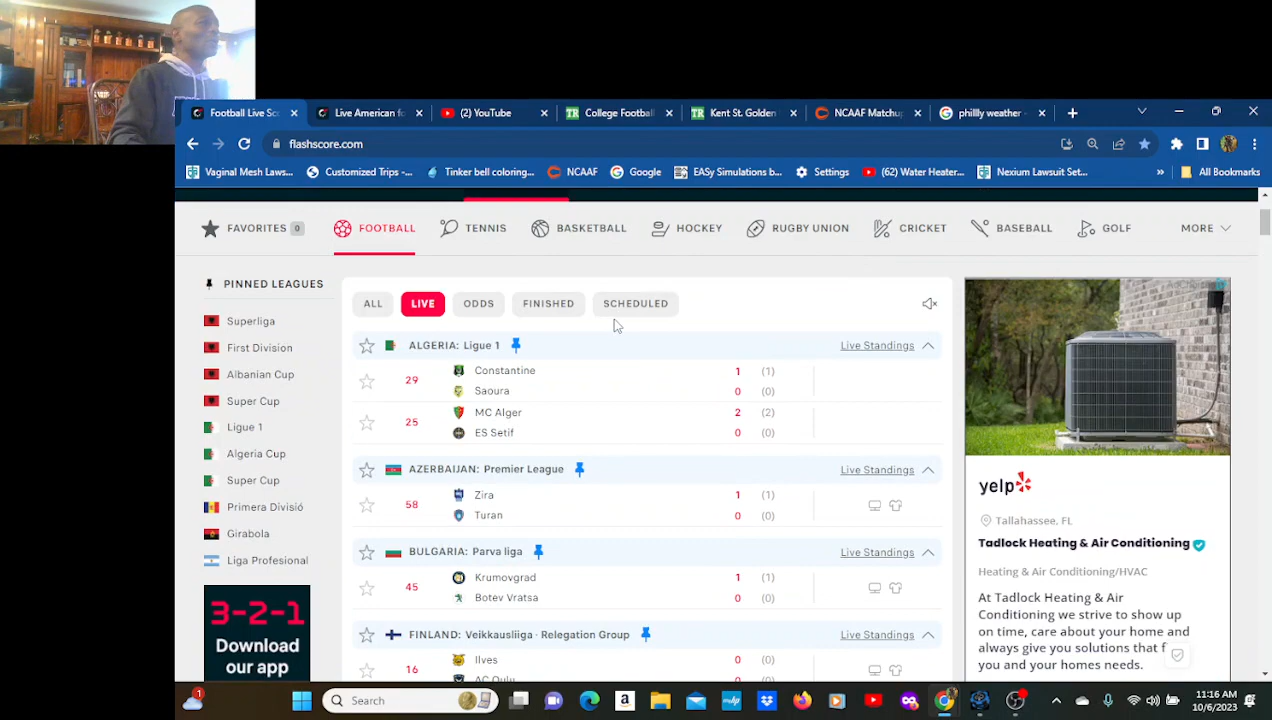 Football Live Sc
Live American fo
(2) YouTube
College Footbal
Kent St. Golden
NCAAF Matchup
phillly weather -
flashscore.com
Vaginal Mesh Laws...
Customized Trips -...
Tinker bell coloring...
NCAAF
Google
EASy Simulations b...
Settings
(62) Water Heater...
Nexium Lawsuit Set...
»
All Bookmarks
FAVORITES 0
FOOTBALL
TENNIS
BASKETBALL
HOCKEY
RUGBY UNION
CRICKET
BASEBALL
GOLF
MORE
PINNED LEAGUES
Superliga
First Division
Albanian Cup
Super Cup
Ligue 1
Algeria Cup
Super Cup
Primera Divisió
Girabola
Liga Profesional
3-2-1
Download
our app
ALL
LIVE
ODDS
FINISHED
SCHEDULED
ALGERIA: Ligue 1
Live Standings
29
Constantine 1 (1)
Saoura 0 (0)
25
MC Alger 2 (2)
ES Setif 0 (0)
AZERBAIJAN: Premier League
Live Standings
58
Zira 1 (1)
Turan 0 (0)
BULGARIA: Parva liga
Live Standings
45
Krumovgrad 1 (1)
Botev Vratsa 0 (0)
FINLAND: Veikkausliiga - Relegation Group
Live Standings
16
Ilves 0 (0)
AC Oulu 0 (0)
yelp
Tallahassee, FL
Tadlock Heating & Air Conditioning
Heating & Air Conditioning/HVAC
At Tadlock Heating & Air
Conditioning we strive to show up
on time, care about your home and
always give you solutions that f
you and your homes needs.
1
Search
11:16 AM
10/6/2023